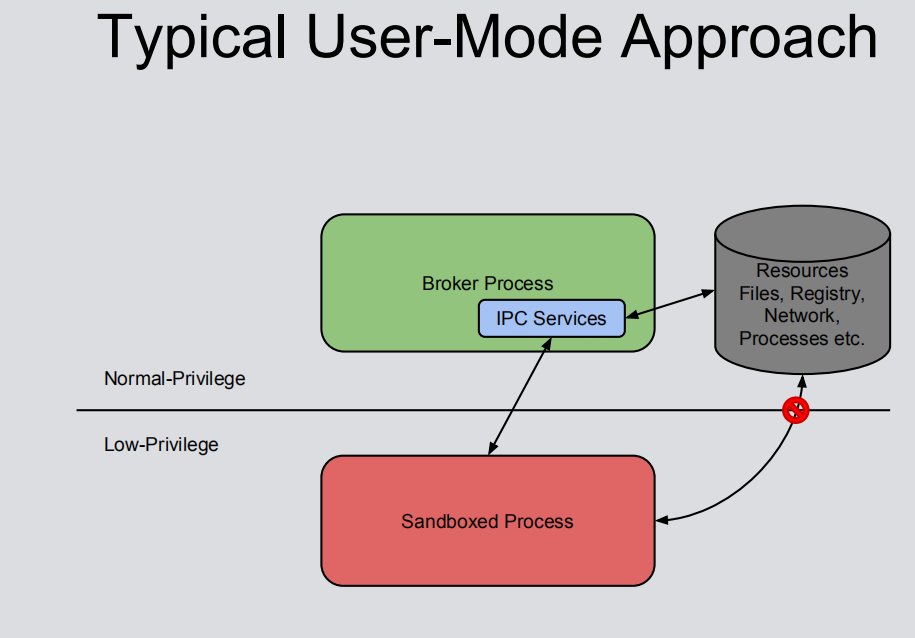 Typical User-Mode Approach
Broker Process
IPC Services
Resources
Files, Registry,
Network,
Processes etc.
Normal-Privilege
Low-Privilege
Sandboxed Process